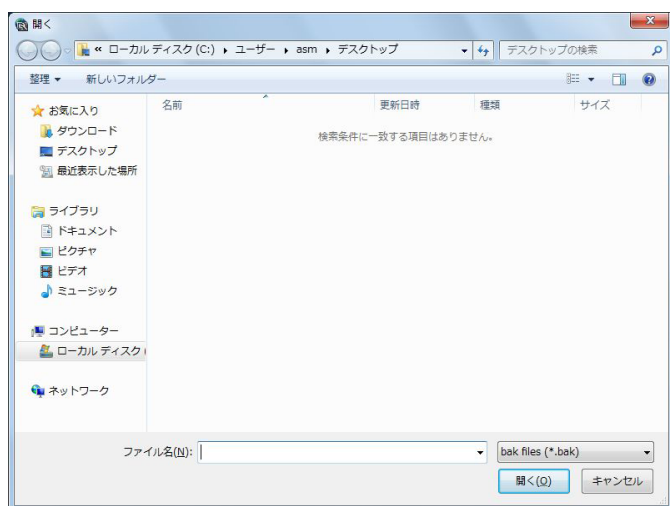 開く
« ローカル ディスク (C:) ▸ ユーザー ▸ asm ▸ デスクトップ
デスクトップの検索
整理 ▼ 新しいフォルダー
お気に入り
ダウンロード
デスクトップ
最近表示した場所
ライブラリ
ドキュメント
ピクチャ
ビデオ
ミュージック
コンピューター
ローカル ディスク (
ネットワーク
名前 更新日時 種類 サイズ
検索条件に一致する項目はありません。
ファイル名(N):
bak files (*.bak)
開く(O) キャンセル